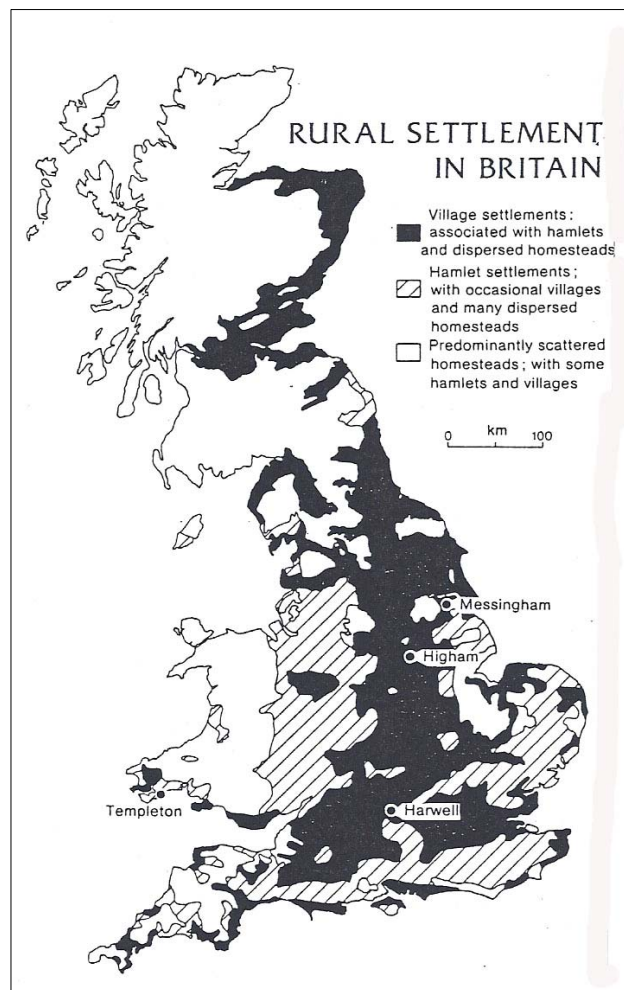 RURAL SETTLEMENT
IN BRITAIN
Village settlements;
associated with hamlets
and dispersed homesteads
Hamlet settlements;
with occasional villages
and many dispersed
homesteads
Predominantly scattered
homesteads; with some
hamlets and villages
km
0 100
Messingham
Higham
Templeton
Harwell